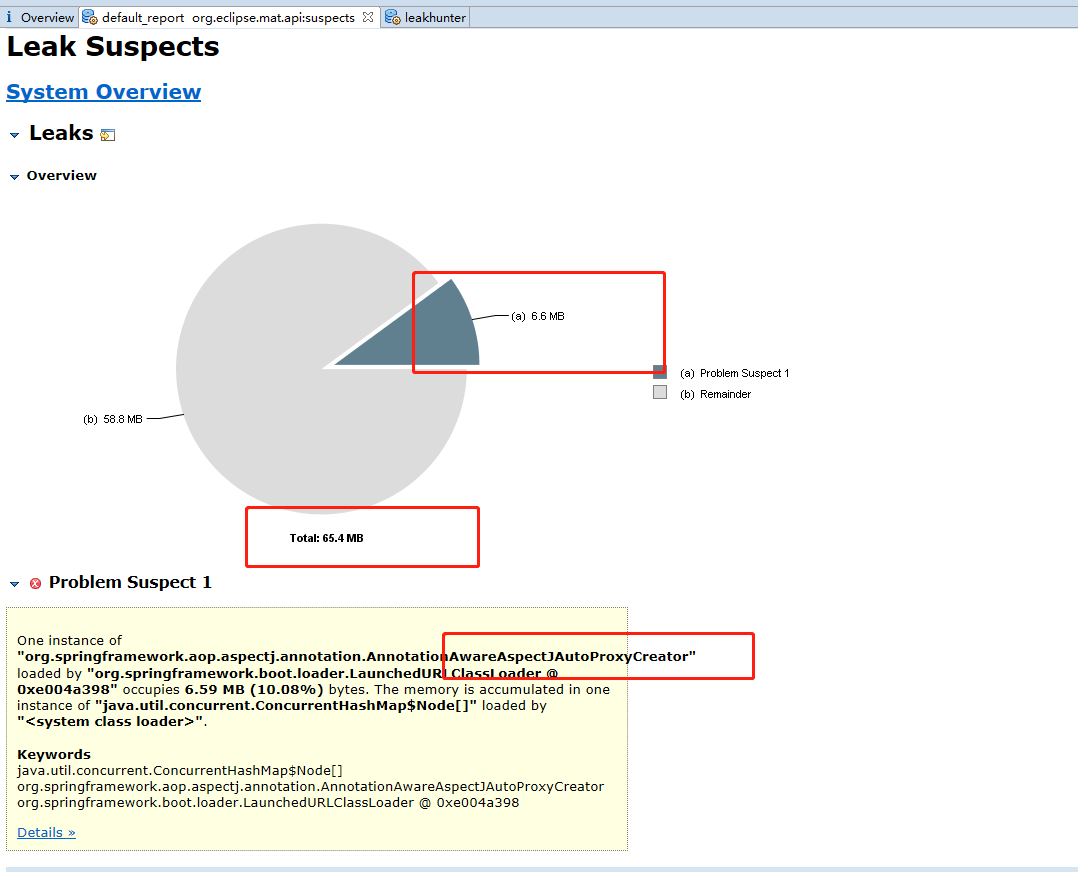 i Overview default_report org.eclipse.mat.api:suspects leakhunter
Leak Suspects
System Overview
Leaks
Overview
(a) 6.6 MB
(a) Problem Suspect 1
(b) Remainder
(b) 58.8 MB
Total: 65.4 MB
Problem Suspect 1
One instance of
"org.springframework.aop.aspectj.annotation.AnnotationAwareAspectJAutoProxyCreator"
loaded by "org.springframework.boot.loader.LaunchedURLClassLoader @
0xe004a398" occupies 6.59 MB (10.08%) bytes. The memory is accumulated in one
instance of "java.util.concurrent.ConcurrentHashMap$Node[]" loaded by
"<system class loader>".
Keywords
java.util.concurrent.ConcurrentHashMap$Node[]
org.springframework.aop.aspectj.annotation.AnnotationAwareAspectJAutoProxyCreator
org.springframework.boot.loader.LaunchedURLClassLoader @ 0xe004a398
Details »